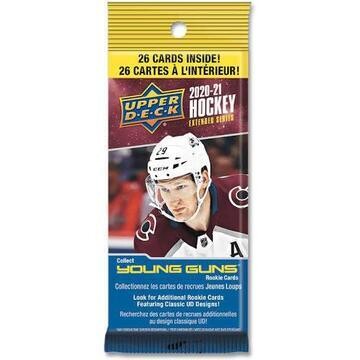 26 CARDS INSIDE!
26 CARTES À L'INTÉRIEUR!
UPPER DECK
2020-21
HOCKEY
EXTENDED SERIES
29
CCM
A
Collect
YOUNG GUNS
Rookie Cards
Collectionnez les cartes de recrues Jeunes Loups
Look for Additional Rookie Cards
Featuring Classic UD Designs!
Recherchez des cartes de recrues additionnelles
au design classique UD!